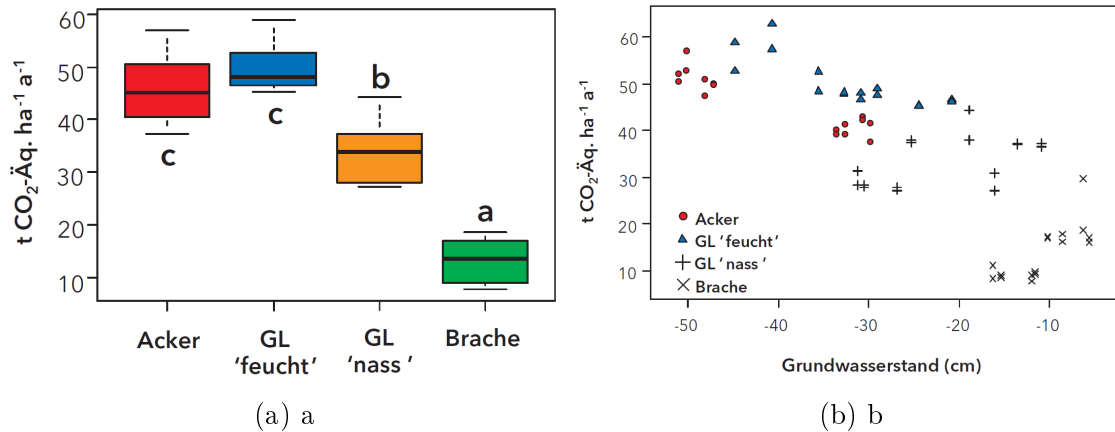 t CO₂-Äq. ha⁻¹ a⁻¹
60
50
40
30
20
10
c
c
b
a
Acker
GL 'feucht'
GL 'nass '
Brache
(a) a
t CO₂-Äq. ha⁻¹ a⁻¹
60
50
40
30
20
10
Acker
GL 'feucht'
GL 'nass '
Brache
-50 -40 -30 -20 -10
Grundwasserstand (cm)
(b) b